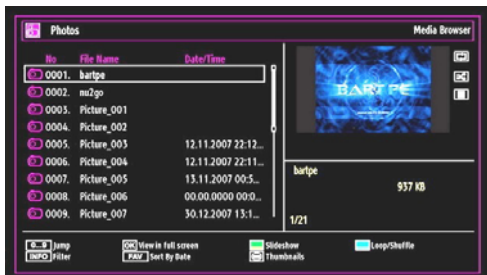 Photos Media Browser
No File Name Date/Time
0001. bartpe
0002. nu2go
0003. Picture_001
0004. Picture_002
0005. Picture_003 12.11.2007 22:12...
0006. Picture_004 12.11.2007 22:11...
0007. Picture_005 13.11.2007 00:5...
0008. Picture_006 00.00.0000 00:0...
0009. Picture_007 30.12.2007 13:1...
BART PE
bartpe
937 KB
1/21
0...9 Jump OK View in full screen Slideshow Loop/Shuffle
INFO Filter FAV Sort By Date Thumbnails